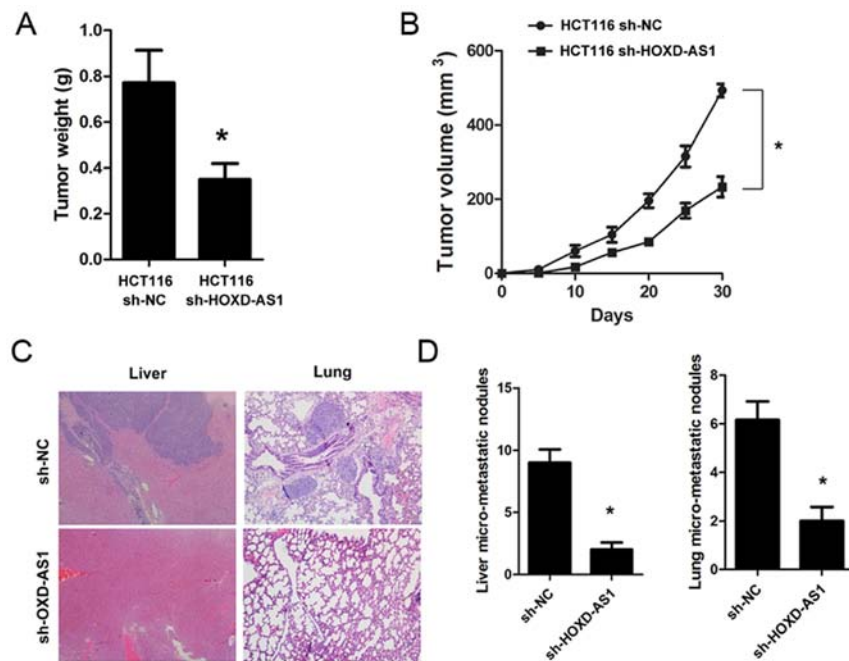 A
Tumor weight (g)
1.0
0.8
0.6
0.4
0.2
0.0
*
HCT116
sh-NC
HCT116
sh-HOXD-AS1
B
HCT116 sh-NC
HCT116 sh-HOXD-AS1
Tumor volume (mm 3)
600
400
200
0
0
10
20
30
Days
*
C
Liver
Lung
sh-NC
sh-OXD-AS1
D
Liver micro-metastatic nodules
15
10
5
0
*
sh-NC
sh-HOXD-AS1
Lung micro-metastatic nodules
8
6
4
2
0
*
sh-NC
sh-HOXD-AS1